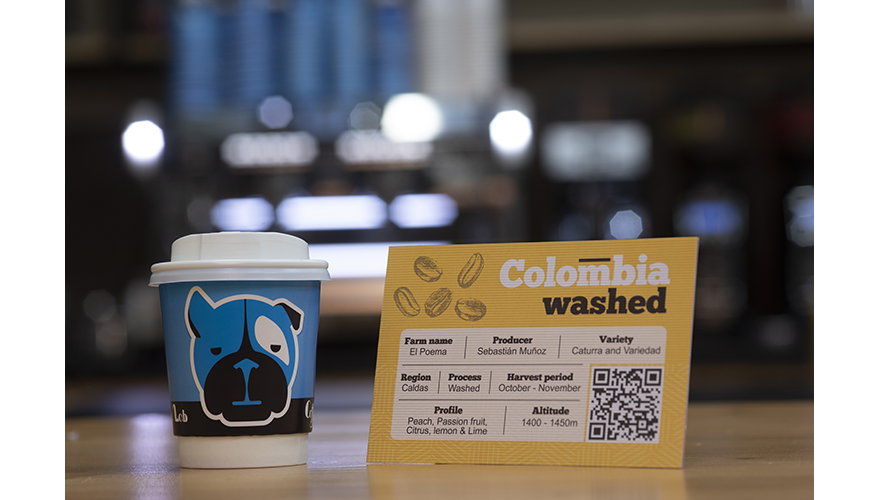 Colombia
washed
Farm name Producer Variety
El Poema Sebastián Muñoz Caturra and Variedad
Region Process Harvest period
Caldas Washed October - November
Profile Altitude
Peach, Passion fruit, 1400 - 1450m
Citrus, lemon & Lime
Lab